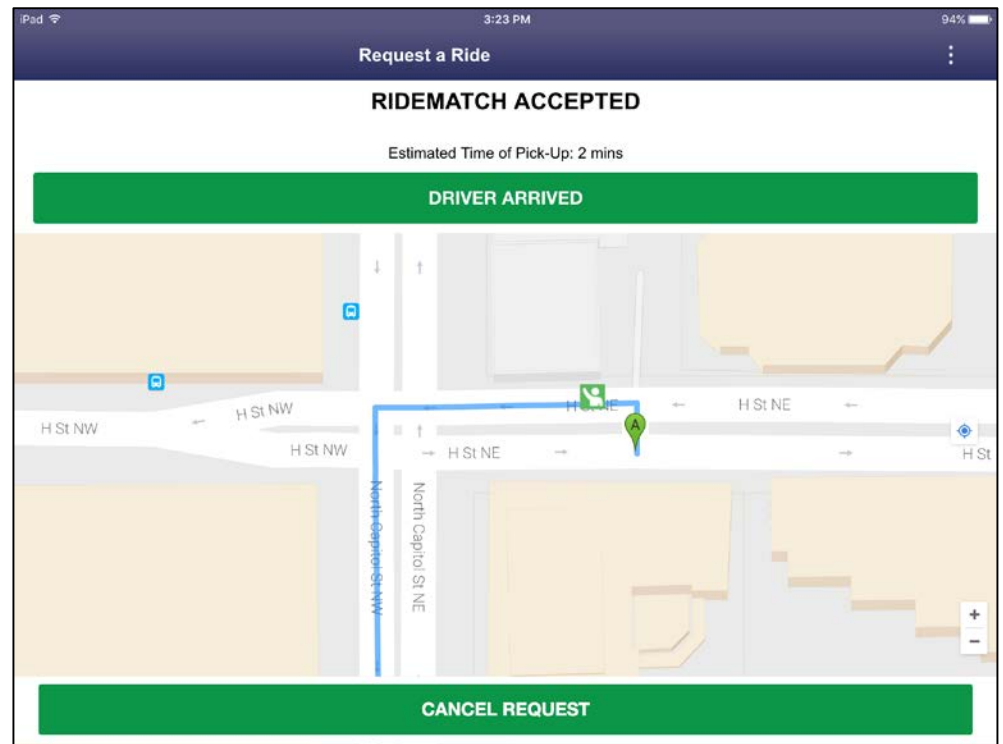 iPad 3:23 PM 94%
Request a Ride
RIDEMATCH ACCEPTED
Estimated Time of Pick-Up: 2 mins
DRIVER ARRIVED
H St NW
H St NW
H St NE
H St NE
A
H St NW
H St NE
H St
North Capitol St NW
North Capitol St NE
+
−
CANCEL REQUEST